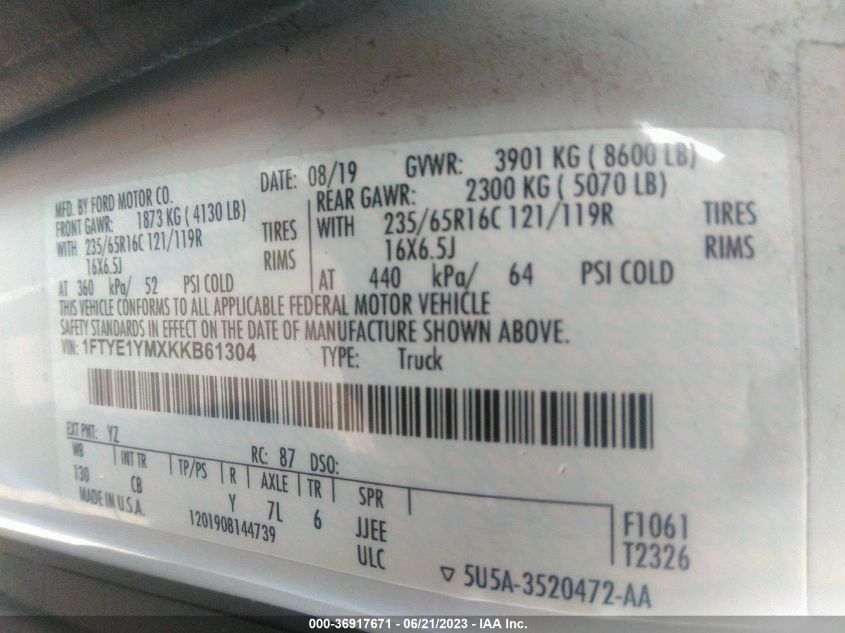 MFD. BY FORD MOTOR CO. DATE: 08/19 GVWR: 3901 KG ( 8600 LB)
FRONT GAWR: 1873 KG ( 4130 LB)
WITH 235/65R16C 121/119R TIRES
16X6.5J RIMS
AT 360 kPa/ 52 PSI COLD
REAR GAWR: 2300 KG ( 5070 LB)
WITH 235/65R16C 121/119R TIRES
16X6.5J RIMS
AT 440 kPa/ 64 PSI COLD
THIS VEHICLE CONFORMS TO ALL APPLICABLE FEDERAL MOTOR VEHICLE
SAFETY STANDARDS IN EFFECT ON THE DATE OF MANUFACTURE SHOWN ABOVE.
VIN: 1FTYE1YMXKKB61304 TYPE: Truck
EXT PNT: YZ RC: 87 DSO:
WB INT TR TP/PS R AXLE TR SPR
130 CB Y 7L 6 JJEE
MADE IN U.S.A. 1201908144739 ULC
F1061
T2326
▽ 5U5A-3520472-AA
000-36917671 - 06/21/2023 - © IAA Inc.